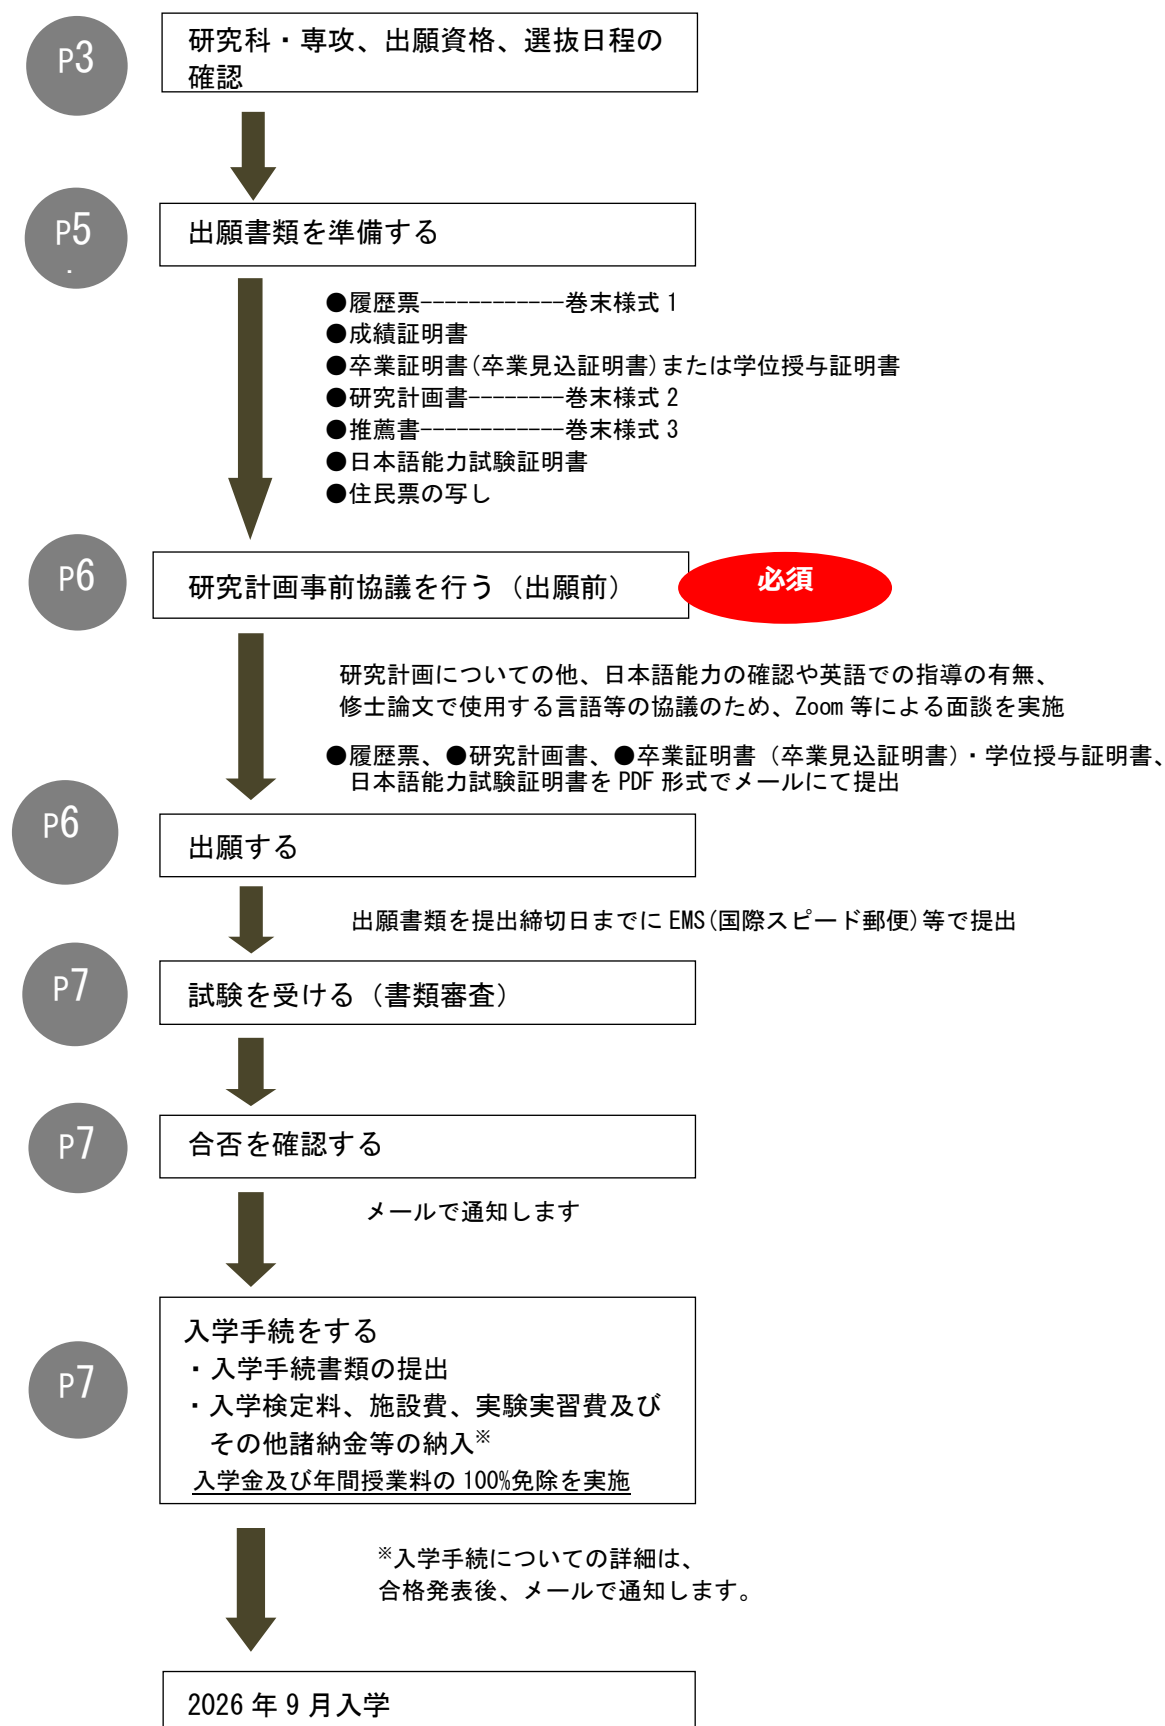 P3
研究科・専攻、出願資格、選抜日程の
確認
P5
.
出願書類を準備する
●履歴票------------巻末様式 1
●成績証明書
●卒業証明書(卒業見込証明書)または学位授与証明書
●研究計画書--------巻末様式 2
●推薦書------------巻末様式 3
●日本語能力試験証明書
●住民票の写し
P6
研究計画事前協議を行う（出願前）
必須
研究計画についての他、日本語能力の確認や英語での指導の有無、
修士論文で使用する言語等の協議のため、Zoom 等による面談を実施
●履歴票、●研究計画書、●卒業証明書（卒業見込証明書）・学位授与証明書、
日本語能力試験証明書を PDF 形式でメールにて提出
P6
出願する
出願書類を提出締切日までに EMS(国際スピード郵便)等で提出
P7
試験を受ける（書類審査）
P7
合否を確認する
メールで通知します
P7
入学手続をする
・入学手続書類の提出
・入学検定料、施設費、実験実習費及び
その他諸納金等の納入※
入学金及び年間授業料の 100%免除を実施
※入学手続についての詳細は、
合格発表後、メールで通知します。
2026 年 9 月入学